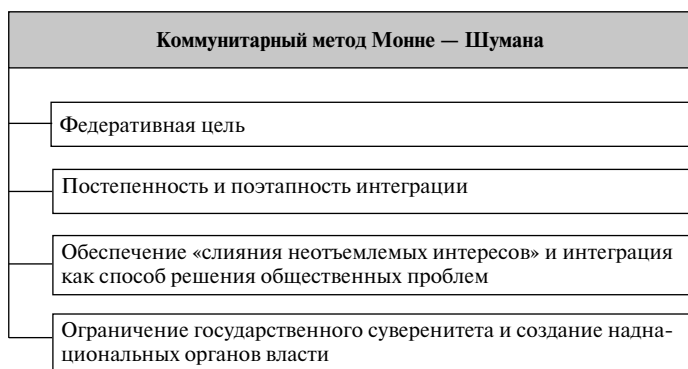 Коммунитарный метод Монне — Шумана
Федеративная цель
Постепенность и поэтапность интеграции
Обеспечение «слияния неотъемлемых интересов» и интеграция
как способ решения общественных проблем
Ограничение государственного суверенитета и создание надна-
циональных органов власти